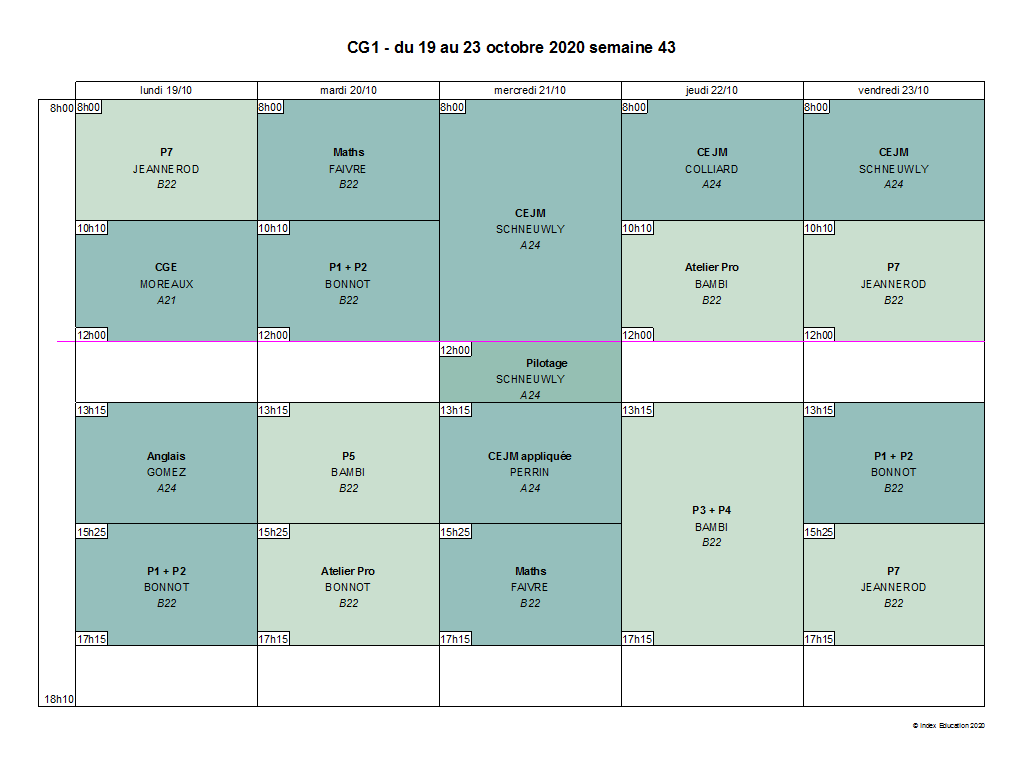 CG1 - du 19 au 23 octobre 2020 semaine 43
lundi 19/10 mardi 20/10 mercredi 21/10 jeudi 22/10 vendredi 23/10
8h00 8h00 8h00 8h00 8h00 8h00
P7 Maths CEJM CEJM
JEANNEROD FAIVRE COLLIARD SCHNEUWLY
B22 B22 A24 A24
CEJM
SCHNEUWLY
A24
10h10 10h10 10h10 10h10
CGE P1 + P2 Atelier Pro P7
MOREAUX BONNOT BAMBI JEANNEROD
A21 B22 B22 B22
12h00 12h00 12h00 12h00
12h00
Pilotage
SCHNEUWLY
A24
13h15 13h15 13h15 13h15 13h15
Anglais P5 CEJM appliquée P1 + P2
GOMEZ BAMBI PERRIN BONNOT
A24 B22 A24 B22
P3 + P4
BAMBI
B22
15h25 15h25 15h25 15h25
P1 + P2 Atelier Pro Maths P7
BONNOT BONNOT FAIVRE JEANNEROD
B22 B22 B22 B22
17h15 17h15 17h15 17h15 17h15
18h10
© Index Education 2020